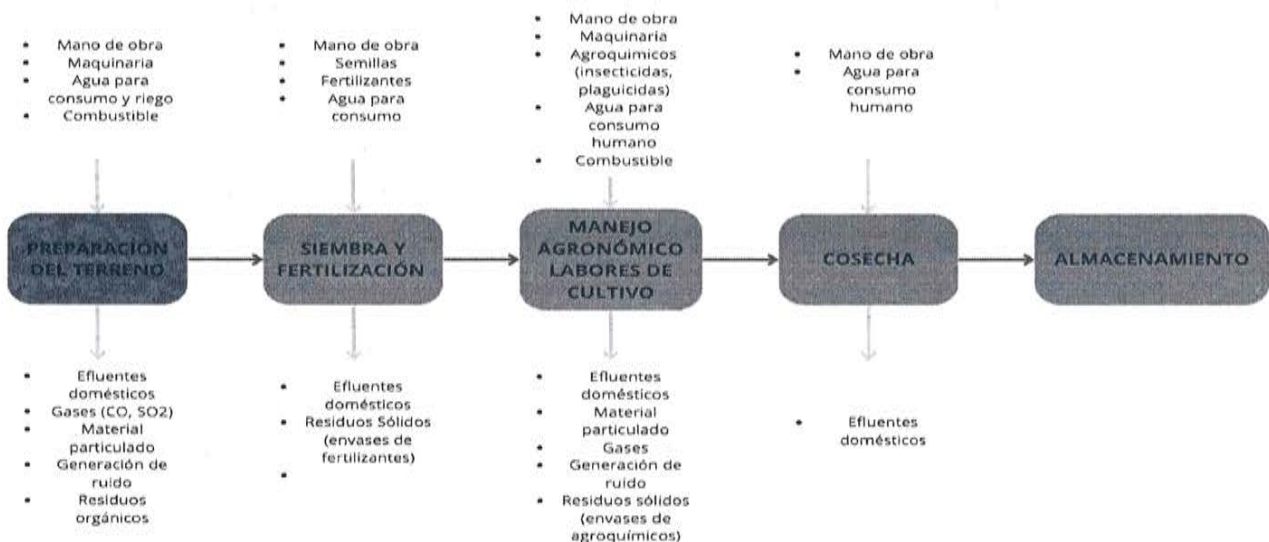 • Mano de obra
• Maquinaria
• Agua para
consumo y riego
• Combustible
• Mano de obra
• Semillas
• Fertilizantes
• Agua para
consumo
• Mano de obra
• Maquinaria
• Agroquimicos
(insecticidas,
plaguicidas)
• Agua para
consumo
humano
• Combustible
• Mano de obra
• Agua para
consumo
humano
PREPARACIÓN
DEL TERRENO
SIEMBRA Y
FERTILIZACIÓN
MANEJO
AGRONÓMICO
LABORES DE
CULTIVO
COSECHA
ALMACENAMIENTO
• Efluentes
domésticos
• Gases (CO, SO2)
• Material
particulado
• Generación de
ruido
• Residuos
orgánicos
• Efluentes
domésticos
• Residuos Sólidos
(envases de
fertilizantes)
•
• Efluentes
domésticos
• Material
particulado
• Gases
• Generación de
ruido
• Residuos sólidos
(envases de
agroquímicos)
• Efluentes
domésticos